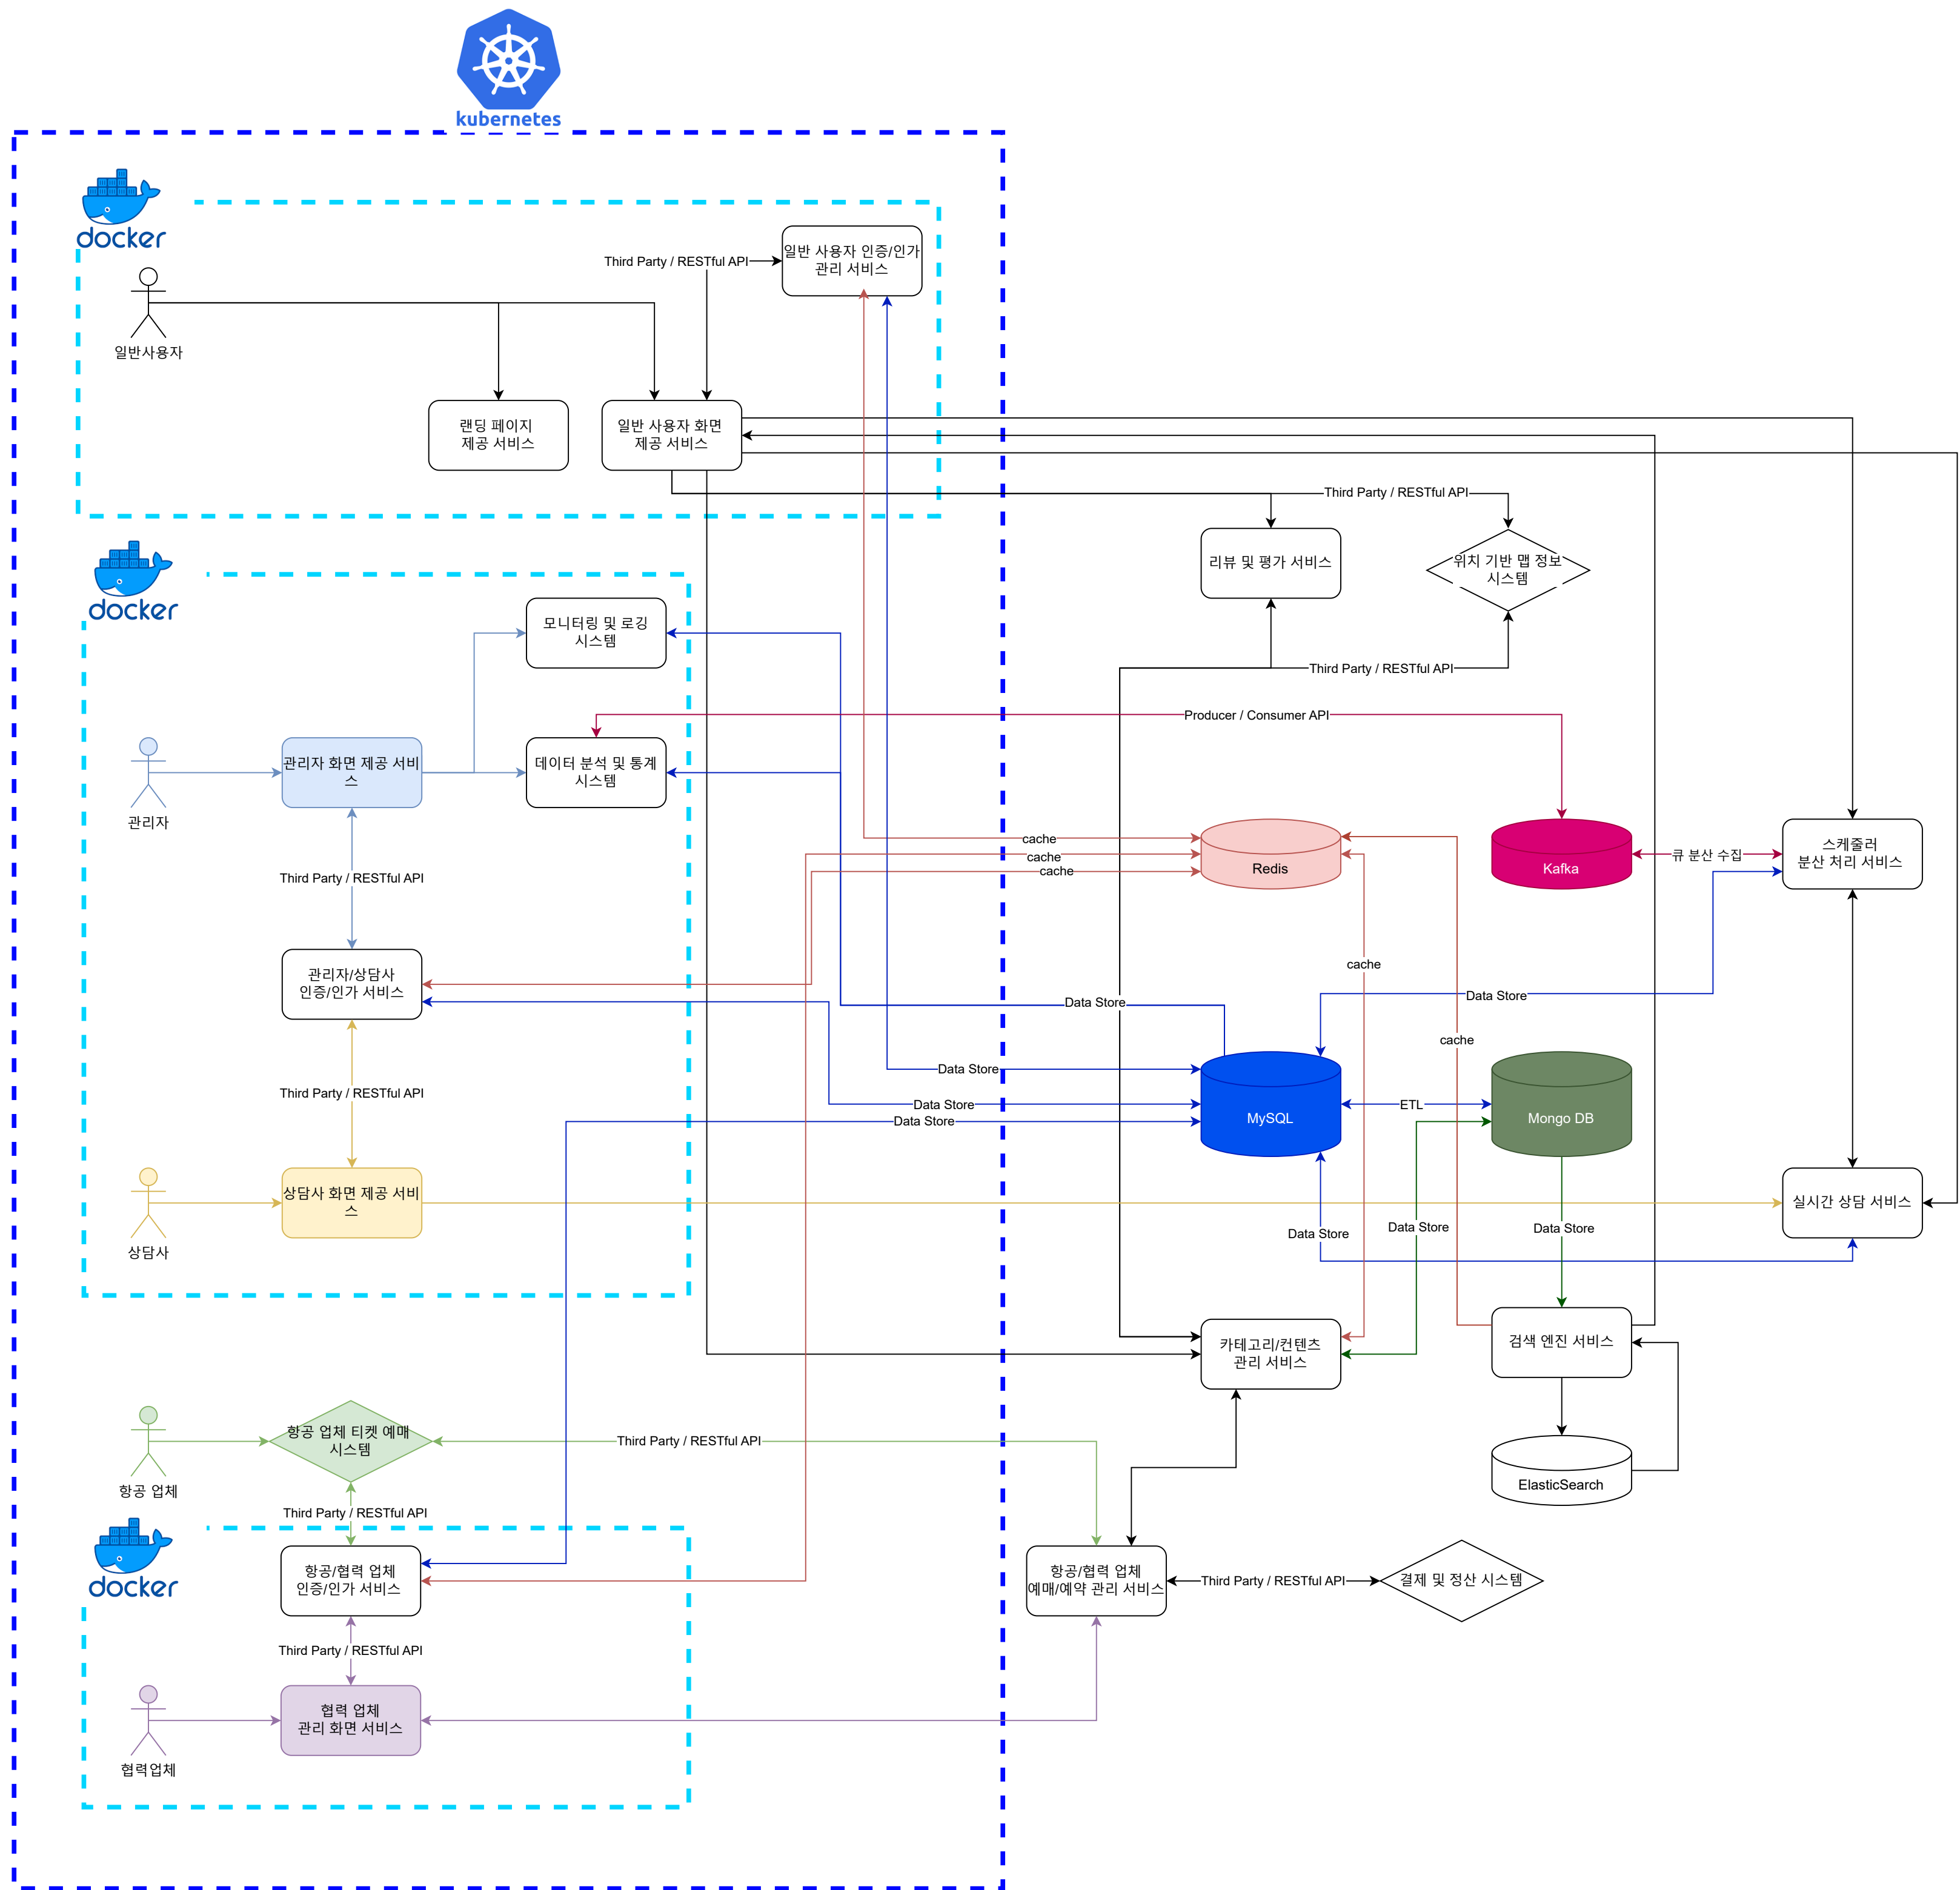 kubernetes
docker
일반 사용자 인증/인가
관리 서비스
Third Party / RESTful API
일반사용자
랜딩 페이지
제공 서비스
일반 사용자 화면
제공 서비스
Third Party / RESTful API
리뷰 및 평가 서비스
위치 기반 맵 정보
시스템
docker
모니터링 및 로깅
시스템
Third Party / RESTful API
Producer / Consumer API
관리자 화면 제공 서비
스
데이터 분석 및 통계
시스템
관리자
cache
cache
cache
Redis
Kafka
큐 분산 수집
스케줄러
분산 처리 서비스
Third Party / RESTful API
관리자/상담사
인증/인가 서비스
cache
Data Store
Data Store
cache
Data Store
Third Party / RESTful API
Data Store
Data Store
MySQL
ETL
Mongo DB
상담사 화면 제공 서비
스
상담사
실시간 상담 서비스
Data Store
Data Store
Data Store
카테고리/컨텐츠
관리 서비스
검색 엔진 서비스
항공 업체 티켓 예매
시스템
Third Party / RESTful API
항공 업체
ElasticSearch
Third Party / RESTful API
docker
항공/협력 업체
인증/인가 서비스
항공/협력 업체
예매/예약 관리 서비스
Third Party / RESTful API
결제 및 정산 시스템
Third Party / RESTful API
협력 업체
관리 화면 서비스
협력업체